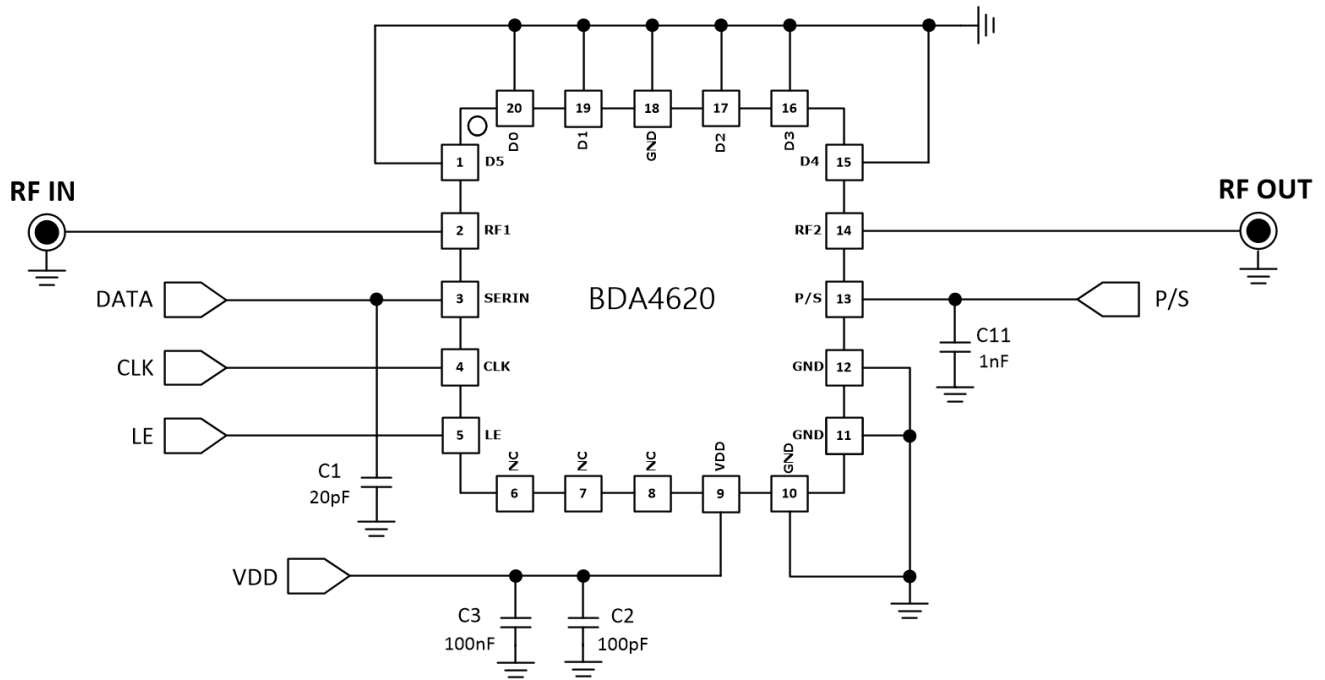 20 19 18 17 16
D0 D1 GND D2 D3
1 D5 D4 15
RF IN RF OUT
2 RF1 RF2 14
DATA 3 SERIN BDA4620 P/S 13 P/S
C11
1nF
CLK 4 CLK GND 12
LE 5 LE GND 11
NC NC NC VDD GND
C1
20pF
6 7 8 9 10
VDD
C3 C2
100nF 100pF